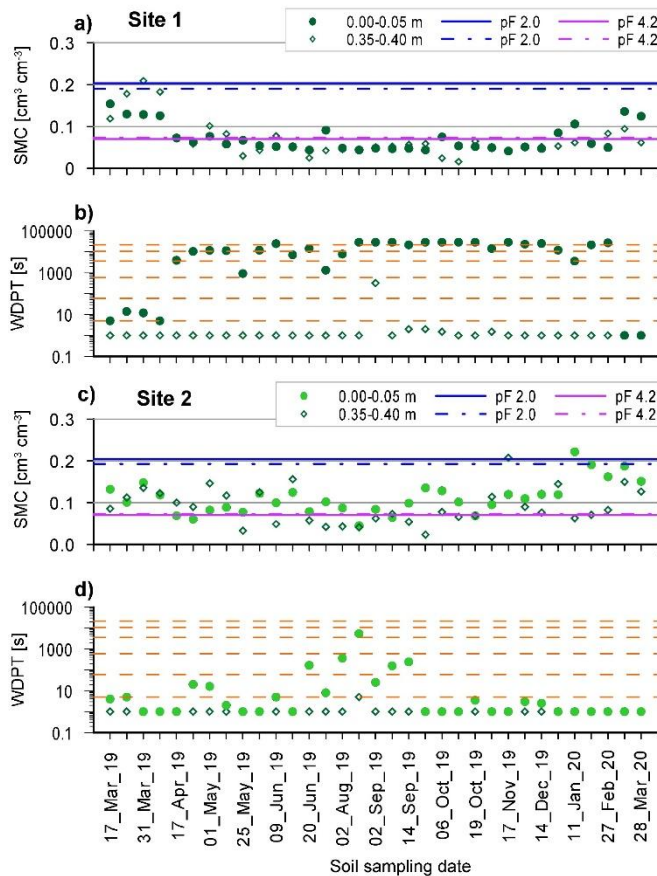 a) Site 1
0.00-0.05 m pF 2.0 pF 4.2
0.35-0.40 m pF 2.0 pF 4.2
SMC [cm³ cm⁻³]
0.3
0.2
0.1
0
b)
WDPT [s]
100000
1000
10
0.1
c) Site 2
0.00-0.05 m pF 2.0 pF 4.2
0.35-0.40 m pF 2.0 pF 4.2
SMC [cm³ cm⁻³]
0.3
0.2
0.1
0.0
d)
WDPT [s]
100000
1000
10
0.1
17_Mar_19
31_Mar_19
17_Apr_19
01_May_19
25_May_19
09_Jun_19
20_Jun_19
02_Aug_19
02_Sep_19
14_Sep_19
06_Oct_19
19_Oct_19
17_Nov_19
14_Dec_19
11_Jan_20
27_Feb_20
28_Mar_20
Soil sampling date